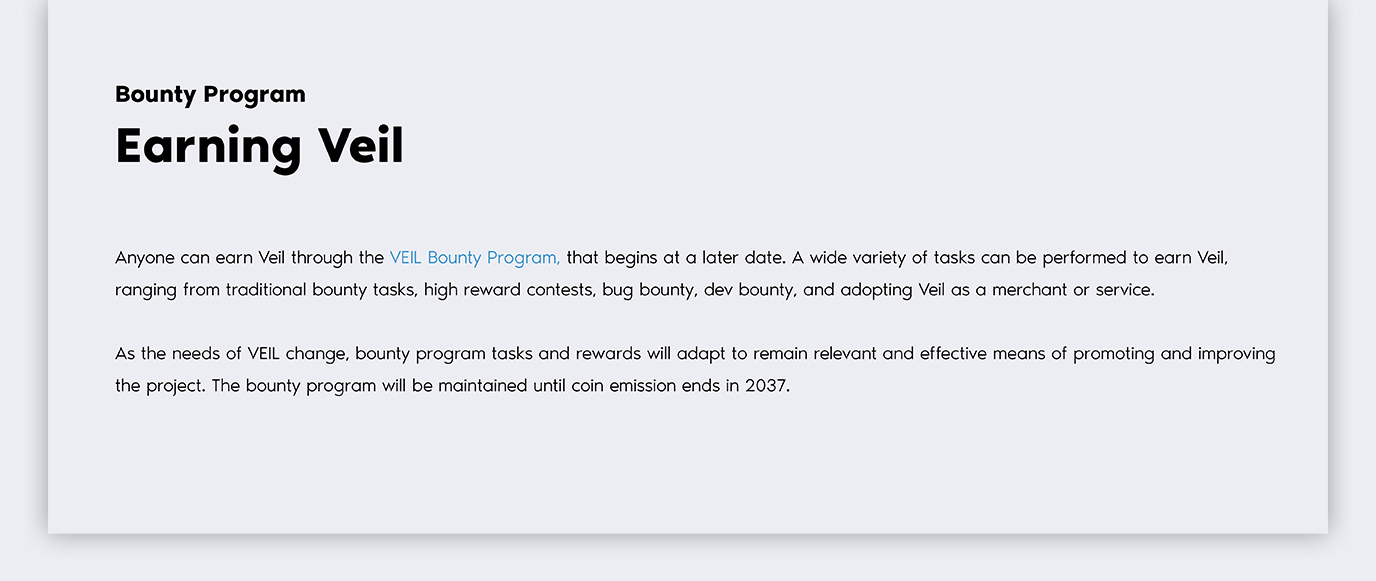 Bounty Program
Earning Veil
Anyone can earn Veil through the VEIL Bounty Program, that begins at a later date. A wide variety of tasks can be performed to earn Veil,
ranging from traditional bounty tasks, high reward contests, bug bounty, dev bounty, and adopting Veil as a merchant or service.
As the needs of VEIL change, bounty program tasks and rewards will adapt to remain relevant and effective means of promoting and improving
the project. The bounty program will be maintained until coin emission ends in 2037.